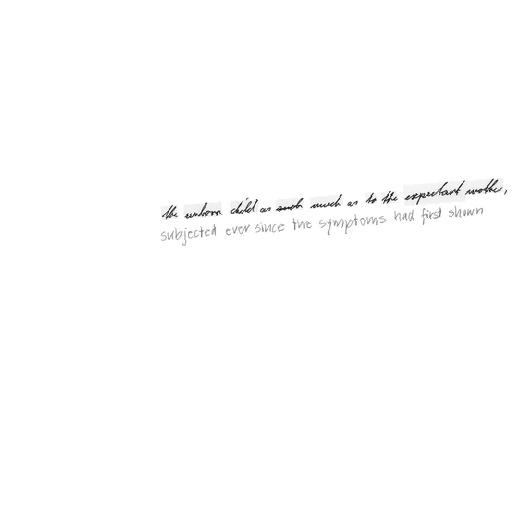 the unborn child as such much as to the expectant mother,
subjected ever since the symptoms had first shown